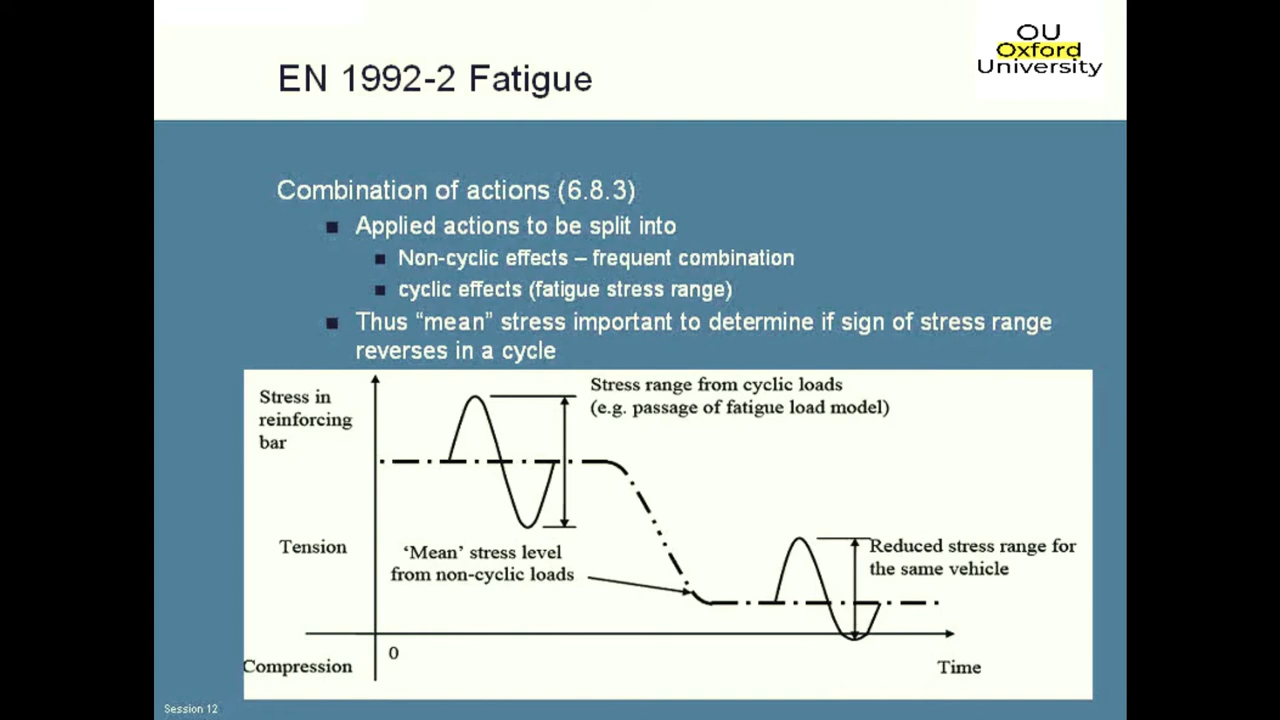 OU
Oxford
University
EN 1992-2 Fatigue
Combination of actions (6.8.3)
Applied actions to be split into
Non-cyclic effects – frequent combination
cyclic effects (fatigue stress range)
Thus “mean” stress important to determine if sign of stress range
reverses in a cycle
Stress in
reinforcing
bar
Stress range from cyclic loads
(e.g. passage of fatigue load model)
Tension
‘Mean’ stress level
from non-cyclic loads
Reduced stress range for
the same vehicle
0
Compression
Time
Session 12